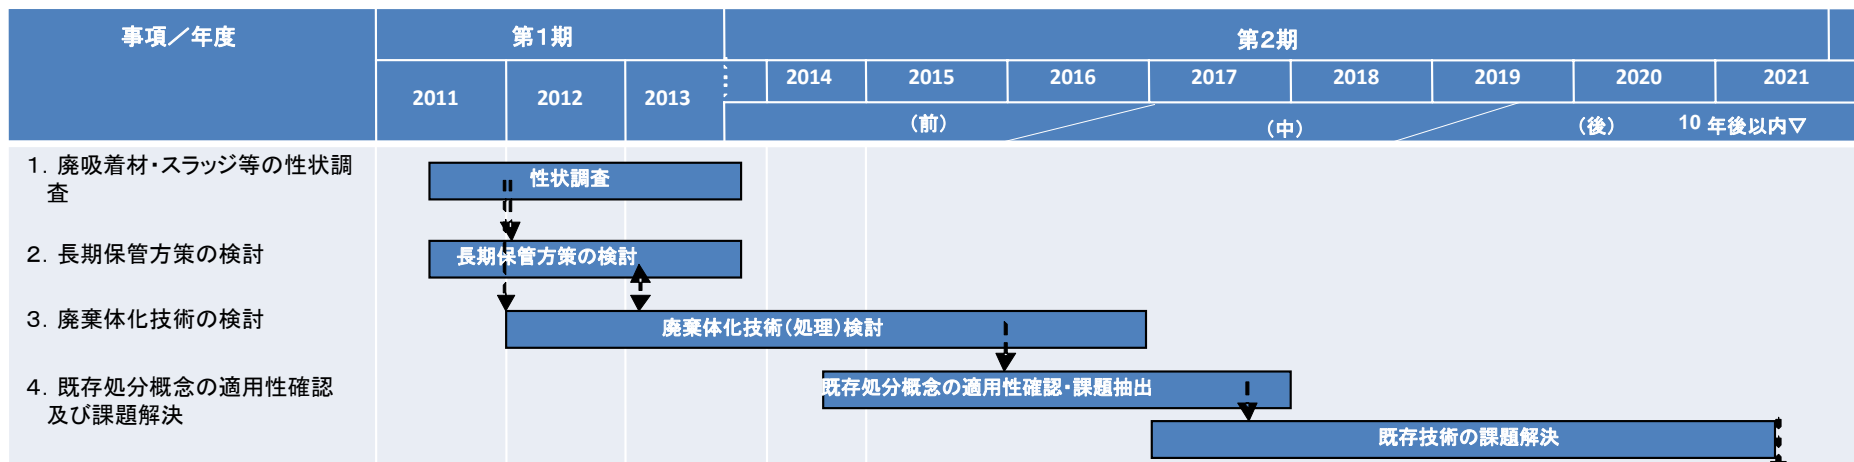 事項／年度
第１期
第２期
2011
2012
2013
2014
2015
2016
2017
2018
2019
2020
2021
（前）
（中）
（後）
10 年後以内▽
１．廃吸着材・スラッジ等の性状調
査
性状調査
２．長期保管方策の検討
長期保管方策の検討
３．廃棄体化技術の検討
廃棄体化技術（処理）検討
４．既存処分概念の適用性確認
及び課題解決
既存処分概念の適用性確認・課題抽出
既存技術の課題解決